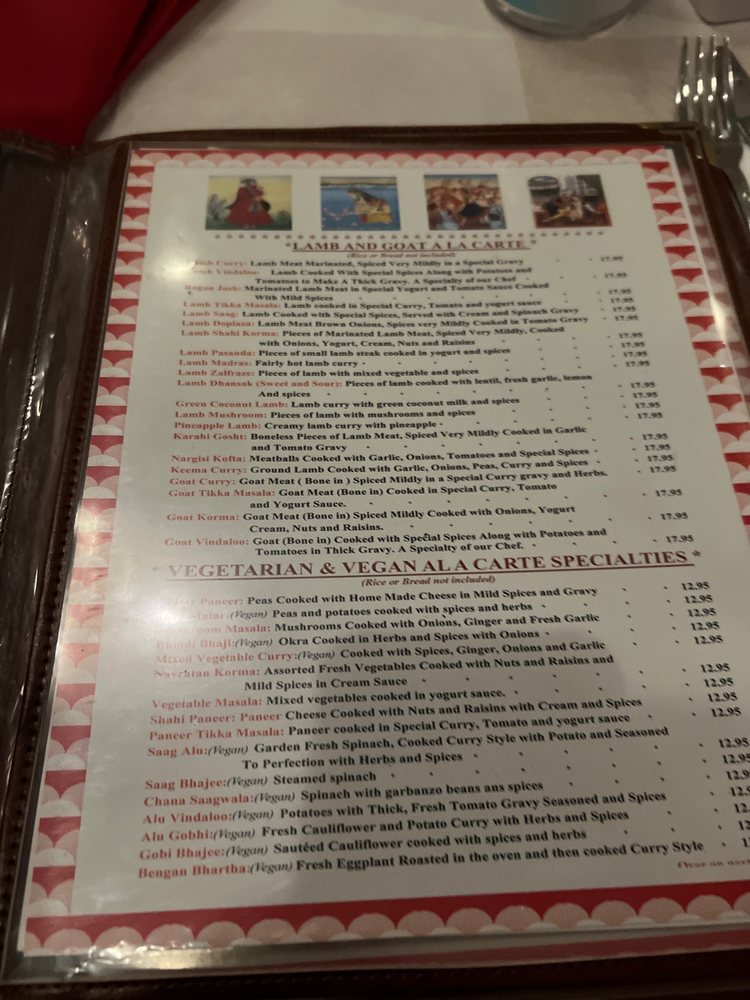 *LAMB AND GOAT A LA CARTE *
(Rice or Bread not included)
Curry: Lamb Meat Marinated, Spiced Very Mildly in a Special Gravy 17.95
Vindaloo: Lamb Cooked With Special Spices Along with Potatoes and
Tomatoes to Make A Thick Gravy. A Specialty of our Chef 17.95
Rogan Josh: Marinated Lamb Meat in Special Yogurt and Tomato Sauce Cooked
With Mild Spices 17.95
Lamb Tikka Masala: Lamb cooked in Special Curry, Tomato and yogurt sauce 17.95
Lamb Saag: Lamb Cooked with Special Spices, Served with Cream and Spinach Gravy 17.95
Lamb Dopiaza: Lamb Meat Brown Onions, Spices very Mildly Cooked in Tomato Gravy 17.95
Lamb Shahi Korma: Pieces of Marinated Lamb Meat, Spiced Very Mildly, Cooked
with Onions, Yogurt, Cream, Nuts and Raisins 17.95
Lamb Pasanda: Pieces of small lamb steak cooked in yogurt and spices 17.95
Lamb Madras: Fairly hot lamb curry 17.95
Lamb Zalfraze: Pieces of lamb with mixed vegetable and spices 17.95
Lamb Dhansak (Sweet and Sour): Pieces of lamb cooked with lentil, fresh garlic, lemon
And spices 17.95
Green Coconut Lamb: Lamb curry with green coconut milk and spices 17.95
Lamb Mushroom: Pieces of lamb with mushrooms and spices 17.95
Pineapple Lamb: Creamy lamb curry with pineapple 17.95
Karahi Gosht: Boneless Pieces of Lamb Meat, Spiced Very Mildly Cooked in Garlic
and Tomato Gravy 17.95
Nargisi Kofta: Meatballs Cooked with Garlic, Onions, Tomatoes and Special Spices 17.95
Keema Curry: Ground Lamb Cooked with Garlic, Onions, Peas, Curry and Spices 17.95
Goat Curry: Goat Meat ( Bone in ) Spiced Mildly in a Special Curry gravy and Herbs. 17.95
Goat Tikka Masala: Goat Meat (Bone in) Cooked in Special Curry, Tomato
and Yogurt Sauce. 17.95
Goat Korma: Goat Meat (Bone in) Spiced Mildly Cooked with Onions, Yogurt
Cream, Nuts and Raisins. 17.95
Goat Vindaloo: Goat (Bone in) Cooked with Special Spices Along with Potatoes and
Tomatoes in Thick Gravy. A Specialty of our Chef. 17.95
* VEGETARIAN & VEGAN ALA CARTE SPECIALTIES *
(Rice or Bread not included)
Paneer: Peas Cooked with Home Made Cheese in Mild Spices and Gravy 12.95
Matar: (Vegan) Peas and potatoes cooked with spices and herbs 12.95
Masala: Mushrooms Cooked with Onions, Ginger and Fresh Garlic 12.95
Bhindi Bhaji:(Vegan) Okra Cooked in Herbs and Spices with Onions 12.95
Mixed Vegetable Curry:(Vegan) Cooked with Spices, Ginger, Onions and Garlic 12.95
Navratan Korma: Assorted Fresh Vegetables Cooked with Nuts and Raisins and
Mild Spices in Cream Sauce 12.95
Vegetable Masala: Mixed vegetables cooked in yogurt sauce. 12.95
Shahi Paneer: Paneer Cheese Cooked with Nuts and Raisins with Cream and Spices 12.95
Paneer Tikka Masala: Paneer cooked in Special Curry, Tomato and yogurt sauce 12.95
Saag Alu:(Vegan) Garden Fresh Spinach, Cooked Curry Style with Potato and Seasoned
To Perfection with Herbs and Spices 12.95
Saag Bhajee:(Vegan) Steamed spinach 12.95
Chana Saagwala:(Vegan) Spinach with garbanzo beans ans spices
Alu Vindaloo:(Vegan) Potatoes with Thick, Fresh Tomato Gravy Seasoned and Spices
Alu Gobhi:(Vegan) Fresh Cauliflower and Potato Curry with Herbs and Spices
Gobi Bhajee:(Vegan) Sautéed Cauliflower cooked with spices and herbs
Bengan Bhartha:(Vegan) Fresh Eggplant Roasted in the oven and then cooked Curry Style